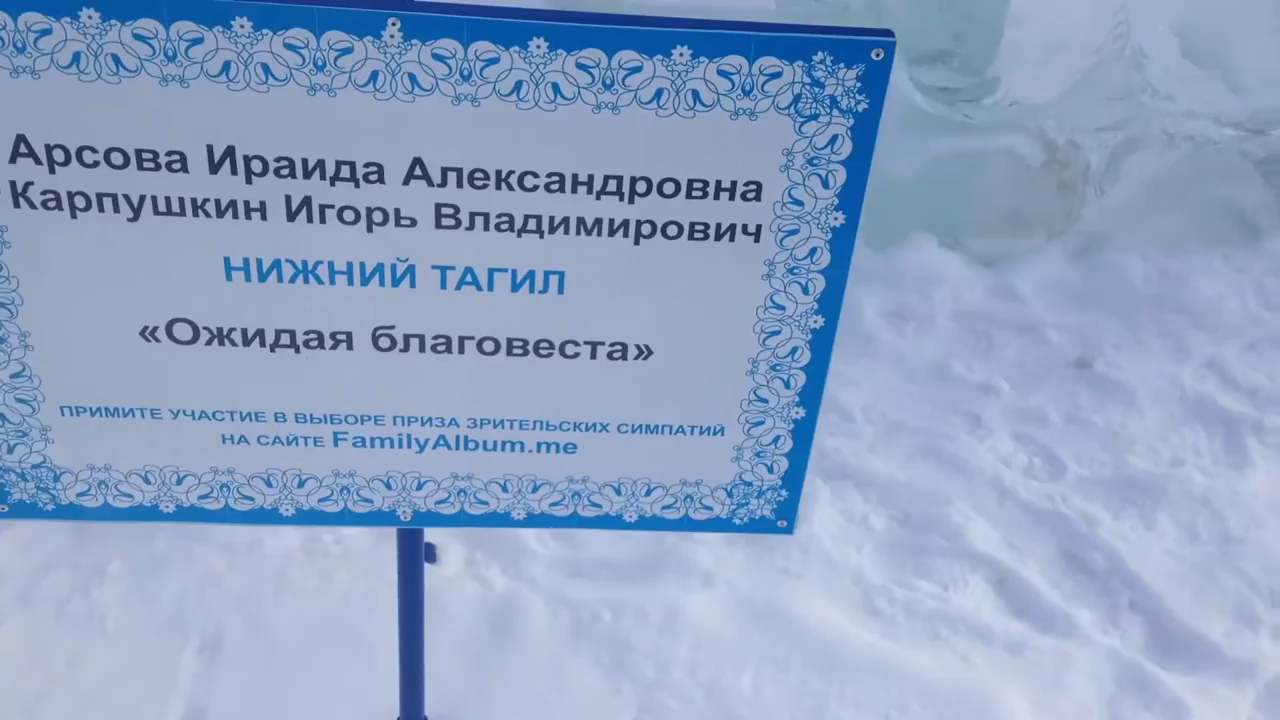 Арсова Ираида Александровна
Карпушкин Игорь Владимирович
НИЖНИЙ ТАГИЛ
«Ожидая благовеста»
ПРИМИТЕ УЧАСТИЕ В ВЫБОРЕ ПРИЗА ЗРИТЕЛЬСКИХ СИМПАТИЙ
НА САЙТЕ FamilyAlbum.me